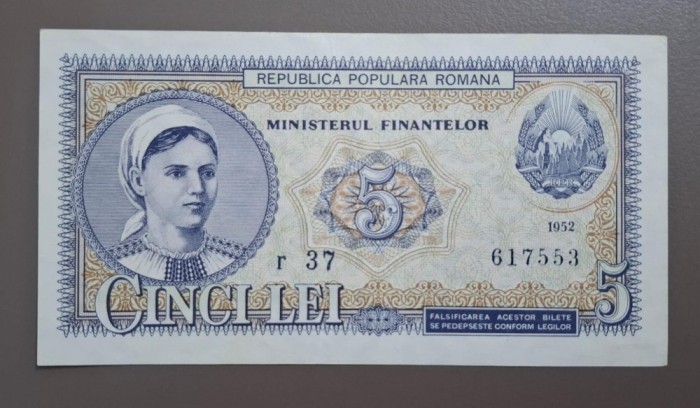 REPUBLICA POPULARA ROMANA
MINISTERUL FINANTELOR
5
1952
r 37
617553
CINCI LEI
5
FALSIFICAREA ACESTOR BILETE
SE PEDEPSESTE CONFORM LEGILOR